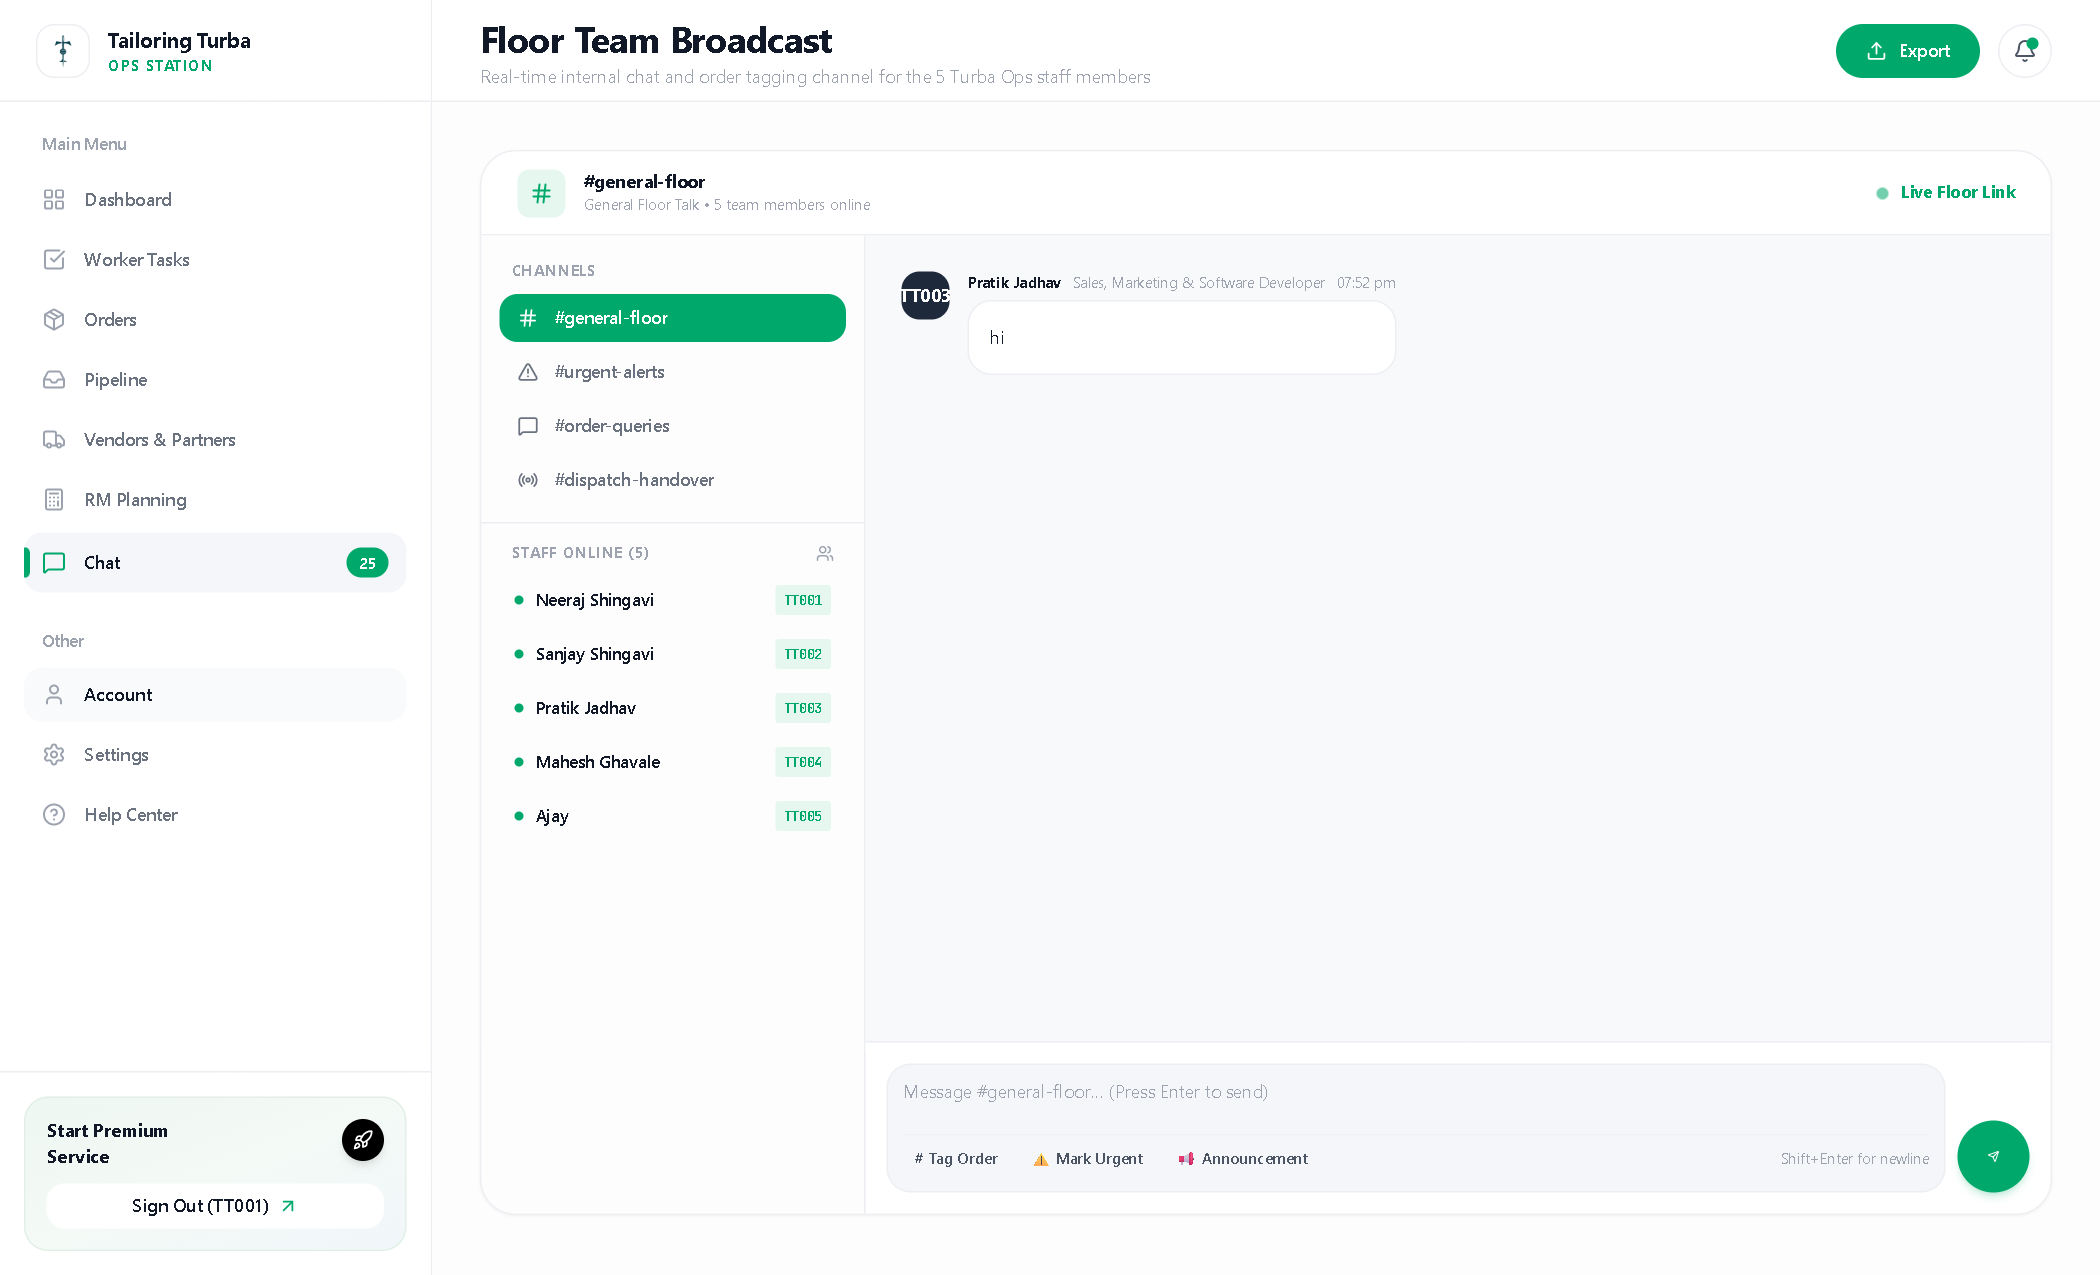 Tailoring Turba
OPS STATION
Main Menu
Dashboard
Worker Tasks
Orders
Pipeline
Vendors & Partners
RM Planning
Chat 25
Other
Account
Settings
Help Center
Start Premium
Service
Sign Out (TT001)
Floor Team Broadcast
Real-time internal chat and order tagging channel for the 5 Turba Ops staff members
Export
#general-floor
General Floor Talk • 5 team members online
Live Floor Link
CHANNELS
#general-floor
#urgent-alerts
#order-queries
#dispatch-handover
STAFF ONLINE (5)
Neeraj Shingavi TT001
Sanjay Shingavi TT002
Pratik Jadhav TT003
Mahesh Ghavale TT004
Ajay TT005
TT003
Pratik Jadhav Sales, Marketing & Software Developer 07:52 pm
hi
Message #general-floor... (Press Enter to send)
# Tag Order ⚠️ Mark Urgent 📢 Announcement Shift+Enter for newline